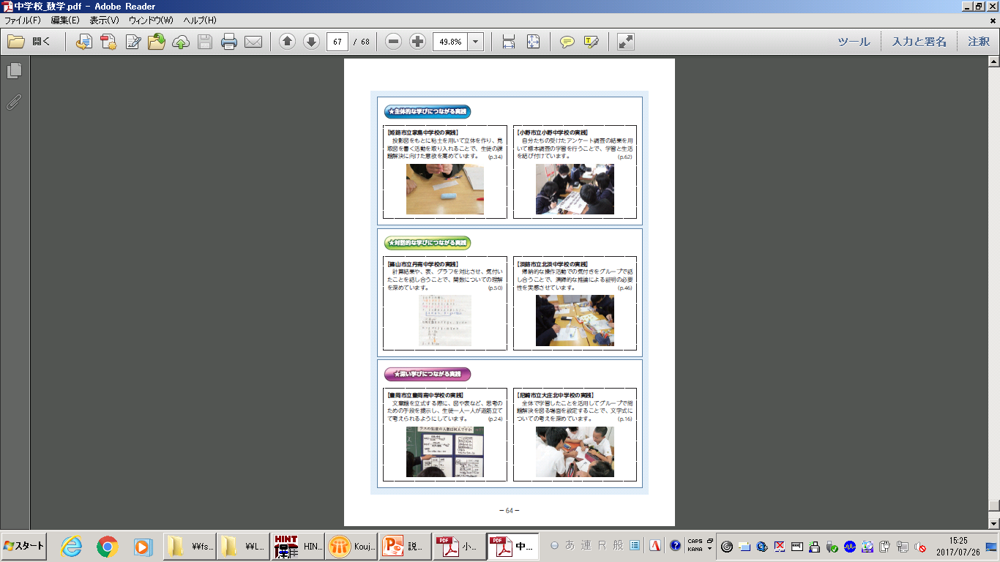 中学校_数学.pdf - Adobe Reader
ファイル(F) 編集(E) 表示(V) ウィンドウ(W) ヘルプ(H)
開く 67 / 68 49.8% ツール 入力と署名 注釈
★主体的な学びにつながる実践
【姫路市立家島中学校の実践】
投影図をもとに粘土を用いて立体を作り、見
取図を書く活動を取り入れることで、生徒の課
題解決に向けた意欲を高めています。 (p.34)
【小野市立小野中学校の実践】
自分たちの受けたアンケート調査の結果を用
いて標本調査の学習を行うことで、学習と生活
を結び付けています。 (p.62)
★対話的な学びにつながる実践
【篠山市立丹南中学校の実践】
計算結果や、表、グラフを対比させ、気付い
たことを話し合うことで、関数についての理解
を深めています。 (p.50)
【淡路市立北淡中学校の実践】
帰納的な操作活動での気付きをグループで話
し合うことで、演繹的な推論による証明の必要
性を実感させています。 (p.46)
★深い学びにつながる実践
【豊岡市立豊岡南中学校の実践】
文章題を立式する際に、図や表など、思考の
ための手段を提示し、生徒一人一人が道筋立て
て考えられるようにしています。 (p.24)
ラスの生徒の人数は何人ですか
【尼崎市立大庄北中学校の実践】
全体で学習したことを活用してグループで問
題解決を図る場面を設定することで、文字式に
ついての考えを深めています。 (p.16)
－ 64 －
スタート \\fs... \\L... HINT HIN... Kouj... 説... PDF 小... PDF 中... あ 連 R 般 CAPS KANA 15:25
2017/07/26